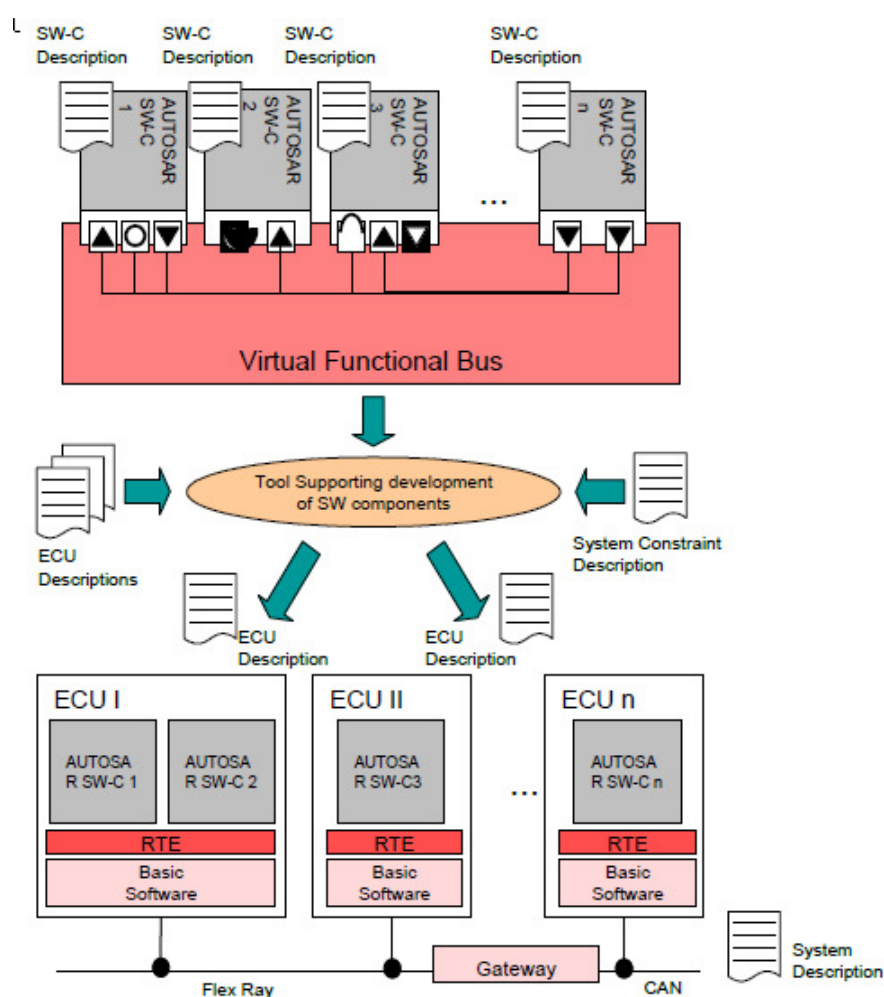 SW-C
Description
SW-C
Description
SW-C
Description
SW-C
Description
AUTOSAR
SW-C
1
AUTOSAR
SW-C
2
AUTOSAR
SW-C
3
AUTOSAR
SW-C
n
...
Virtual Functional Bus
Tool Supporting development
of SW components
ECU
Descriptions
System Constraint
Description
ECU
Description
ECU
Description
ECU I
AUTOSA
R SW-C 1
AUTOSA
R SW-C 2
RTE
Basic
Software
ECU II
AUTOSA
R SW-C3
RTE
Basic
Software
...
ECU n
AUTOSA
R SW-C n
RTE
Basic
Software
Gateway
Flex Ray
CAN
System
Description